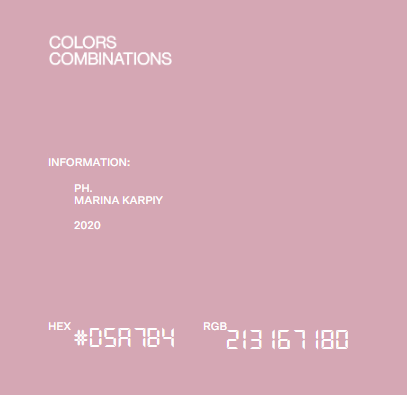 COLORS
COMBINATIONS
INFORMATION:
PH.
MARINA KARPIY
2020
HEX #D5A7B4 RGB 213 167 180